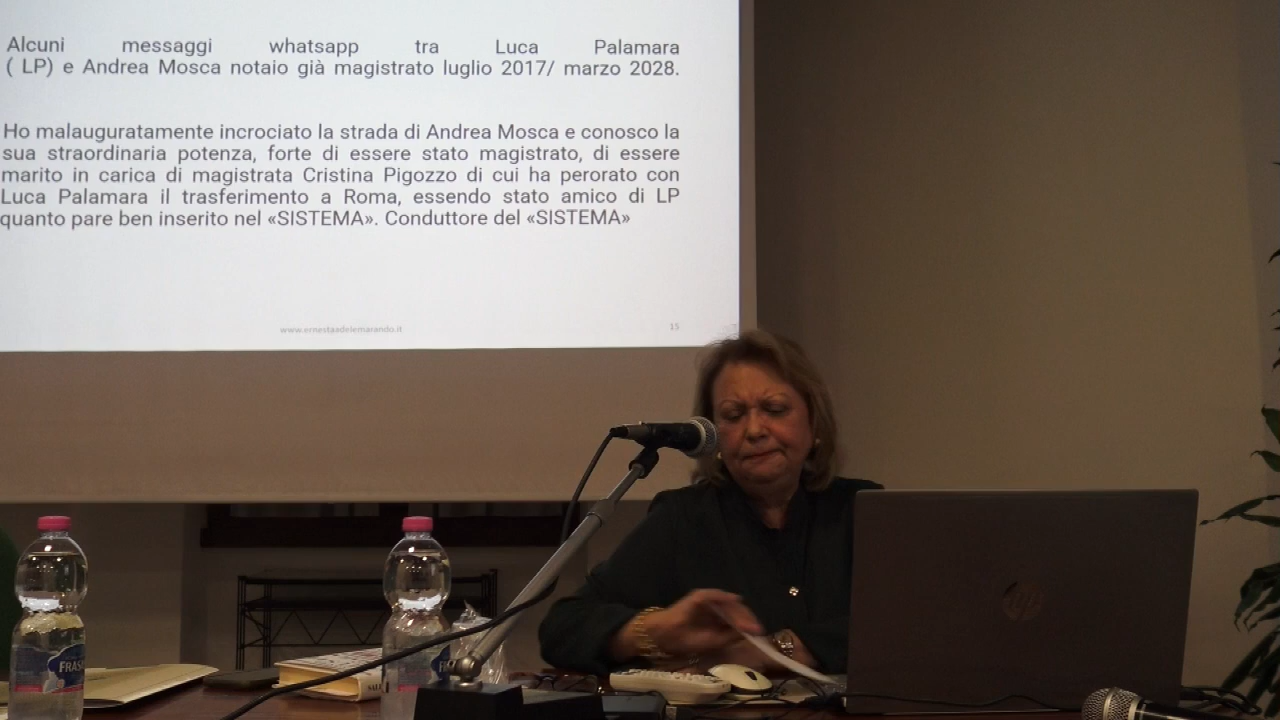 Alcuni messaggi whatsapp tra Luca Palamara
( LP) e Andrea Mosca notaio già magistrato luglio 2017/ marzo 2028.
Ho malauguratamente incrociato la strada di Andrea Mosca e conosco la
sua straordinaria potenza, forte di essere stato magistrato, di essere
marito in carica di magistrata Cristina Pigozzo di cui ha perorato con
Luca Palamara il trasferimento a Roma, essendo stato amico di LP
quanto pare ben inserito nel «SISTEMA». Conduttore del «SISTEMA»
www.ernestaadelemarando.it
15
hp